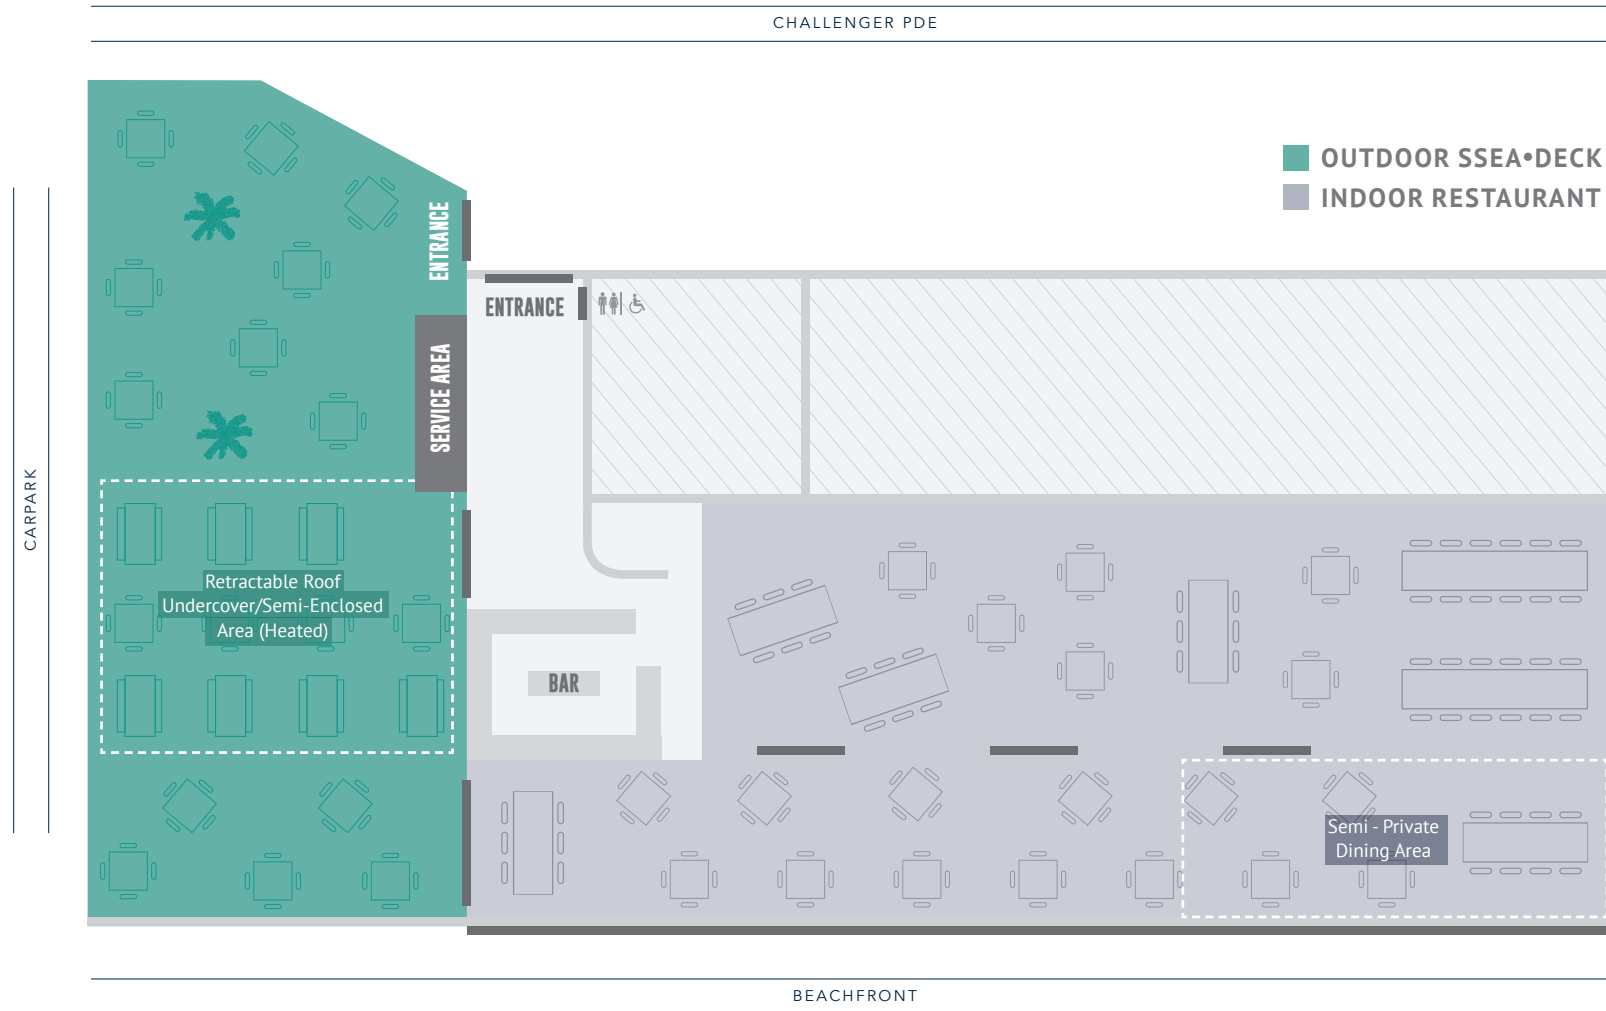 CHALLENGER PDE
OUTDOOR SSEA•DECK
INDOOR RESTAURANT
ENTRANCE
ENTRANCE
SERVICE AREA
CARPARK
Retractable Roof
Undercover/Semi-Enclosed
Area (Heated)
BAR
Semi - Private
Dining Area
BEACHFRONT